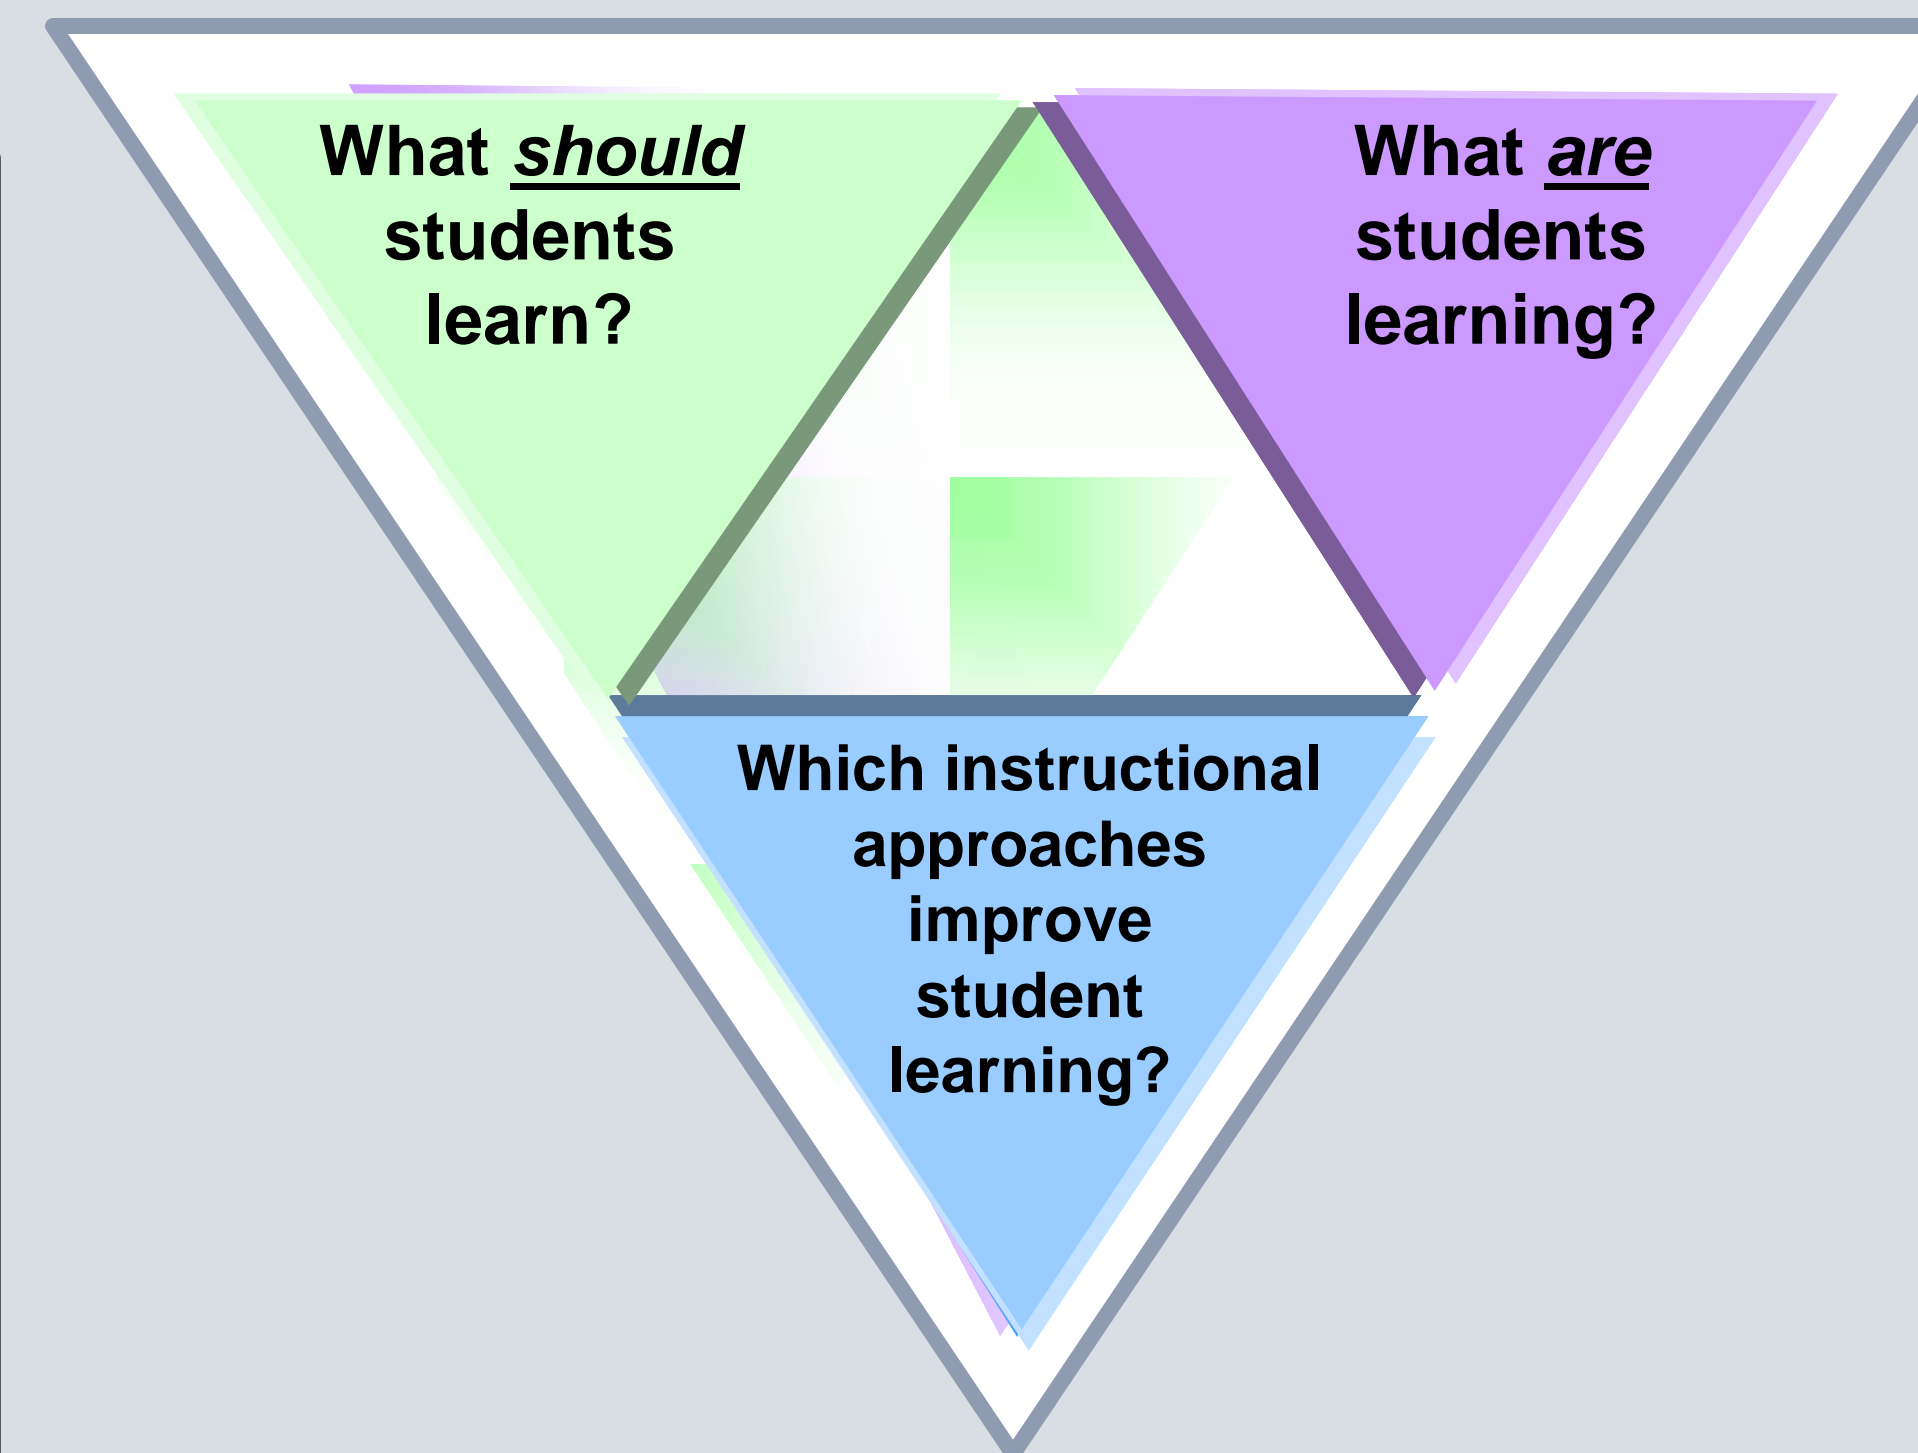 What should
students
learn?
What are
students
learning?
Which instructional
approaches
improve
student
learning?